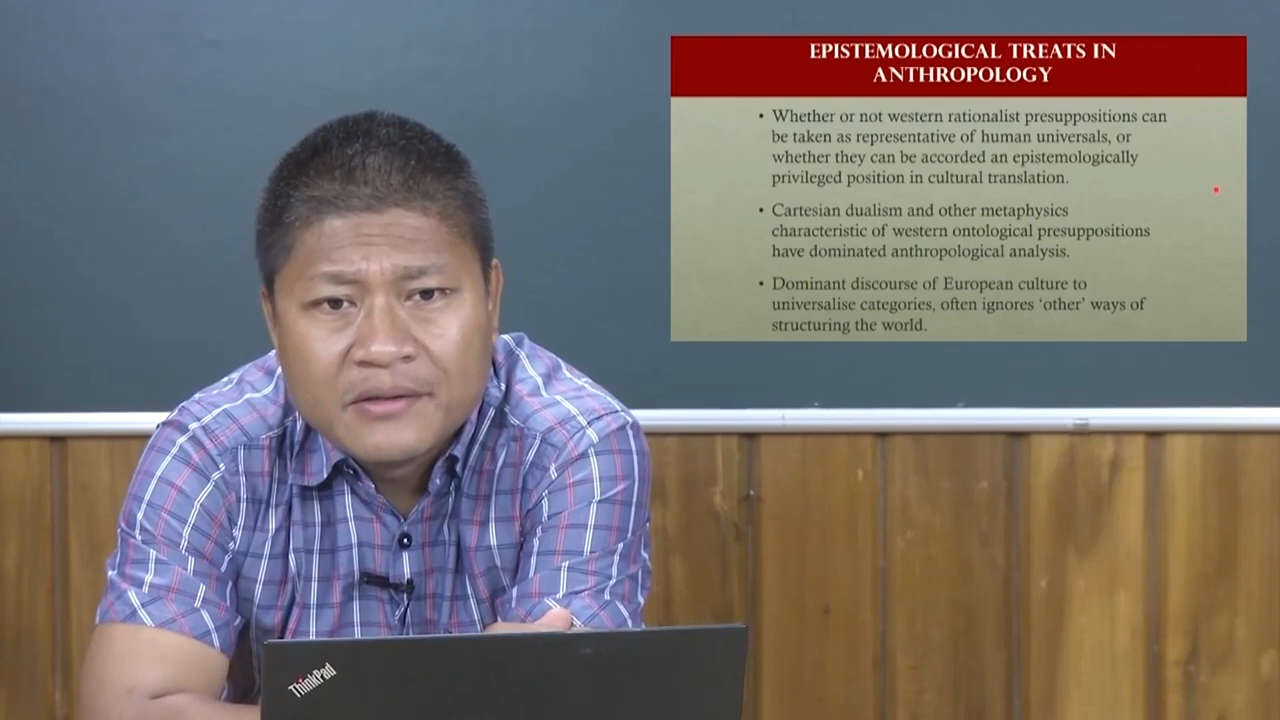 EPISTEMOLOGICAL TREATS IN
ANTHROPOLOGY
• Whether or not western rationalist presuppositions can
be taken as representative of human universals, or
whether they can be accorded an epistemologically
privileged position in cultural translation.
• Cartesian dualism and other metaphysics
characteristic of western ontological presuppositions
have dominated anthropological analysis.
• Dominant discourse of European culture to
universalise categories, often ignores ‘other’ ways of
structuring the world.
ThinkPad